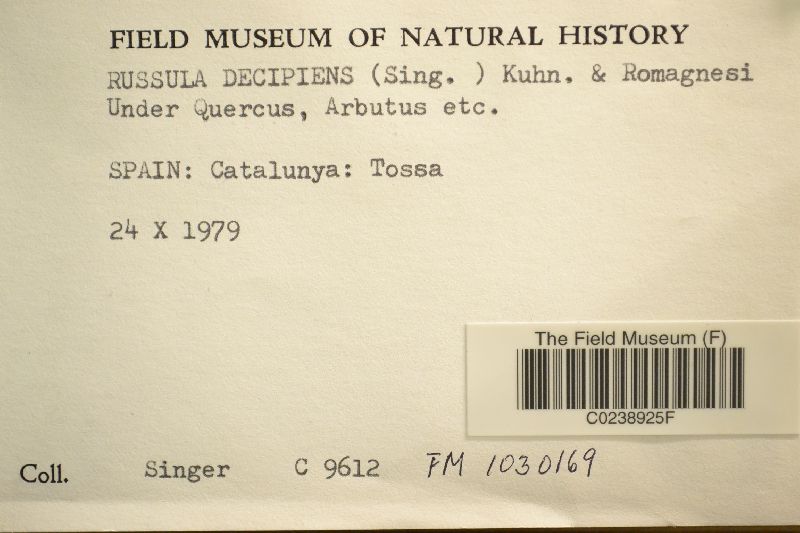 FIELD MUSEUM OF NATURAL HISTORY
RUSSULA DECIPIENS (Sing. ) Kuhn. & Romagnesi
Under Quercus, Arbutus etc.
SPAIN: Catalunya: Tossa
24 X 1979
The Field Museum (F)
C0238925F
Coll. Singer C 9612 FM 1030169